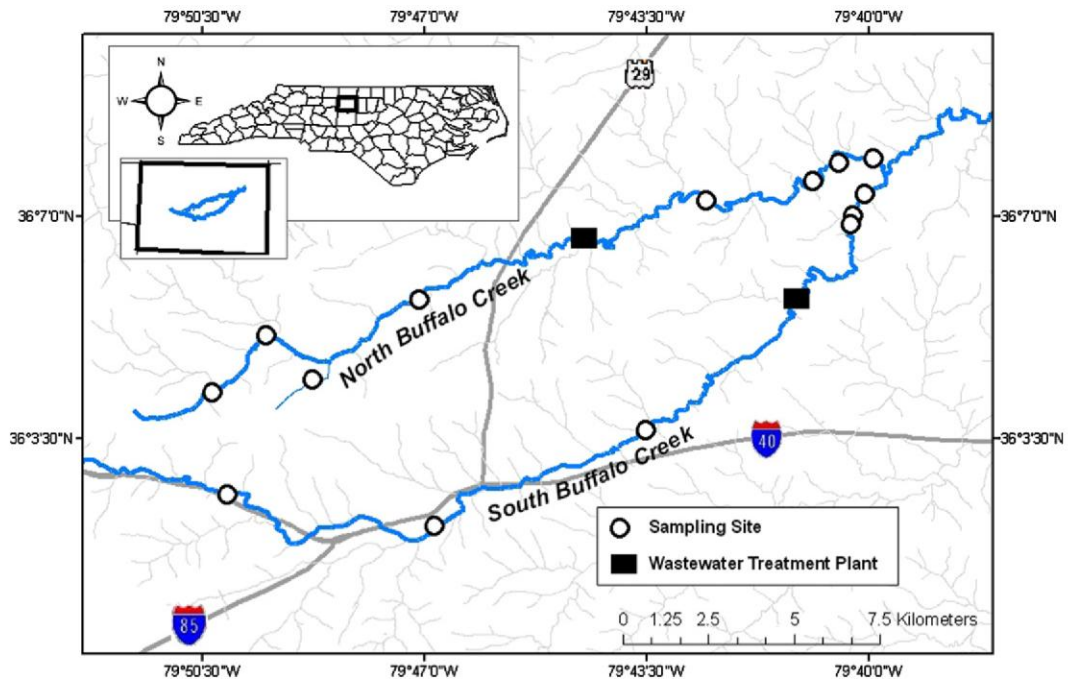 79°50'30"W 79°47'0"W 79°43'30"W 79°40'0"W
29
N
W E
S
36°7'0"N 36°7'0"N
North Buffalo Creek
36°3'30"N 36°3'30"N
40
South Buffalo Creek
Sampling Site
Wastewater Treatment Plant
85
0 1.25 2.5 5 7.5 Kilometers
79°50'30"W 79°47'0"W 79°43'30"W 79°40'0"W